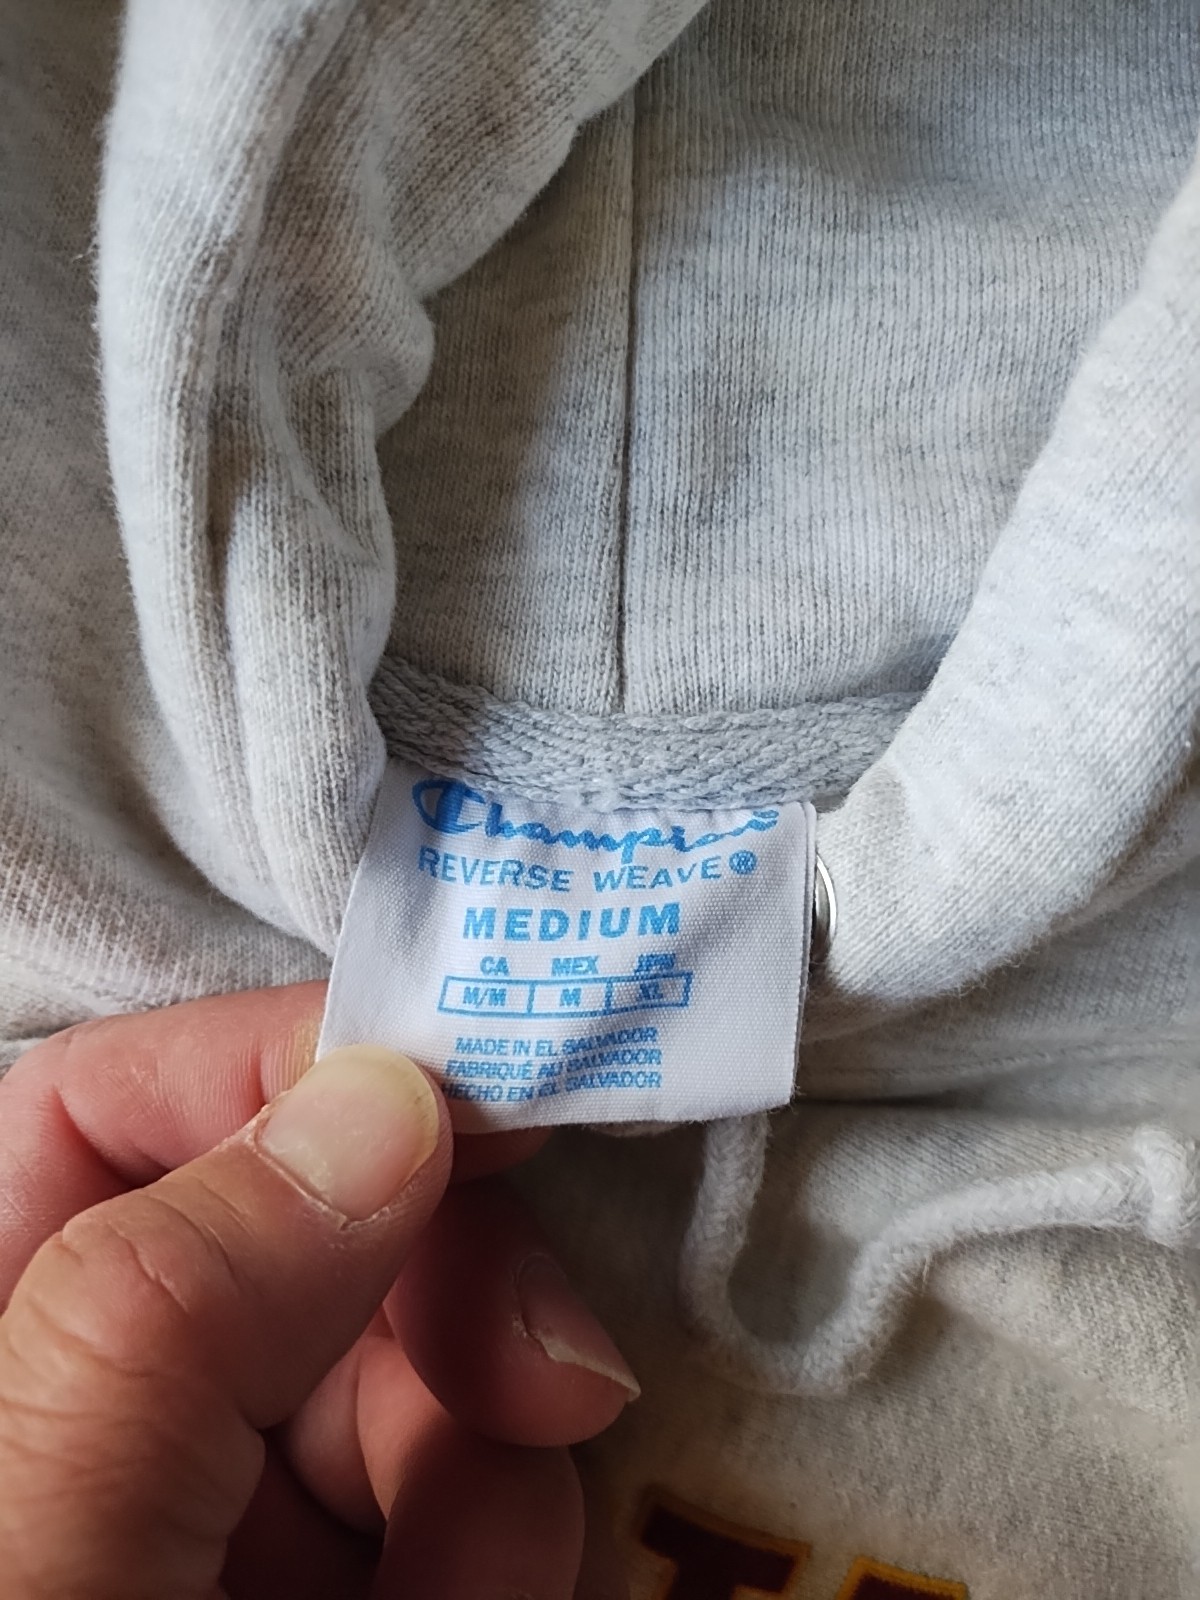 Champion
REVERSE WEAVE®
MEDIUM
CA MEX JPN
M/M M XL
MADE IN EL SALVADOR
FABRIQUÉ AU SALVADOR
HECHO EN EL SALVADOR